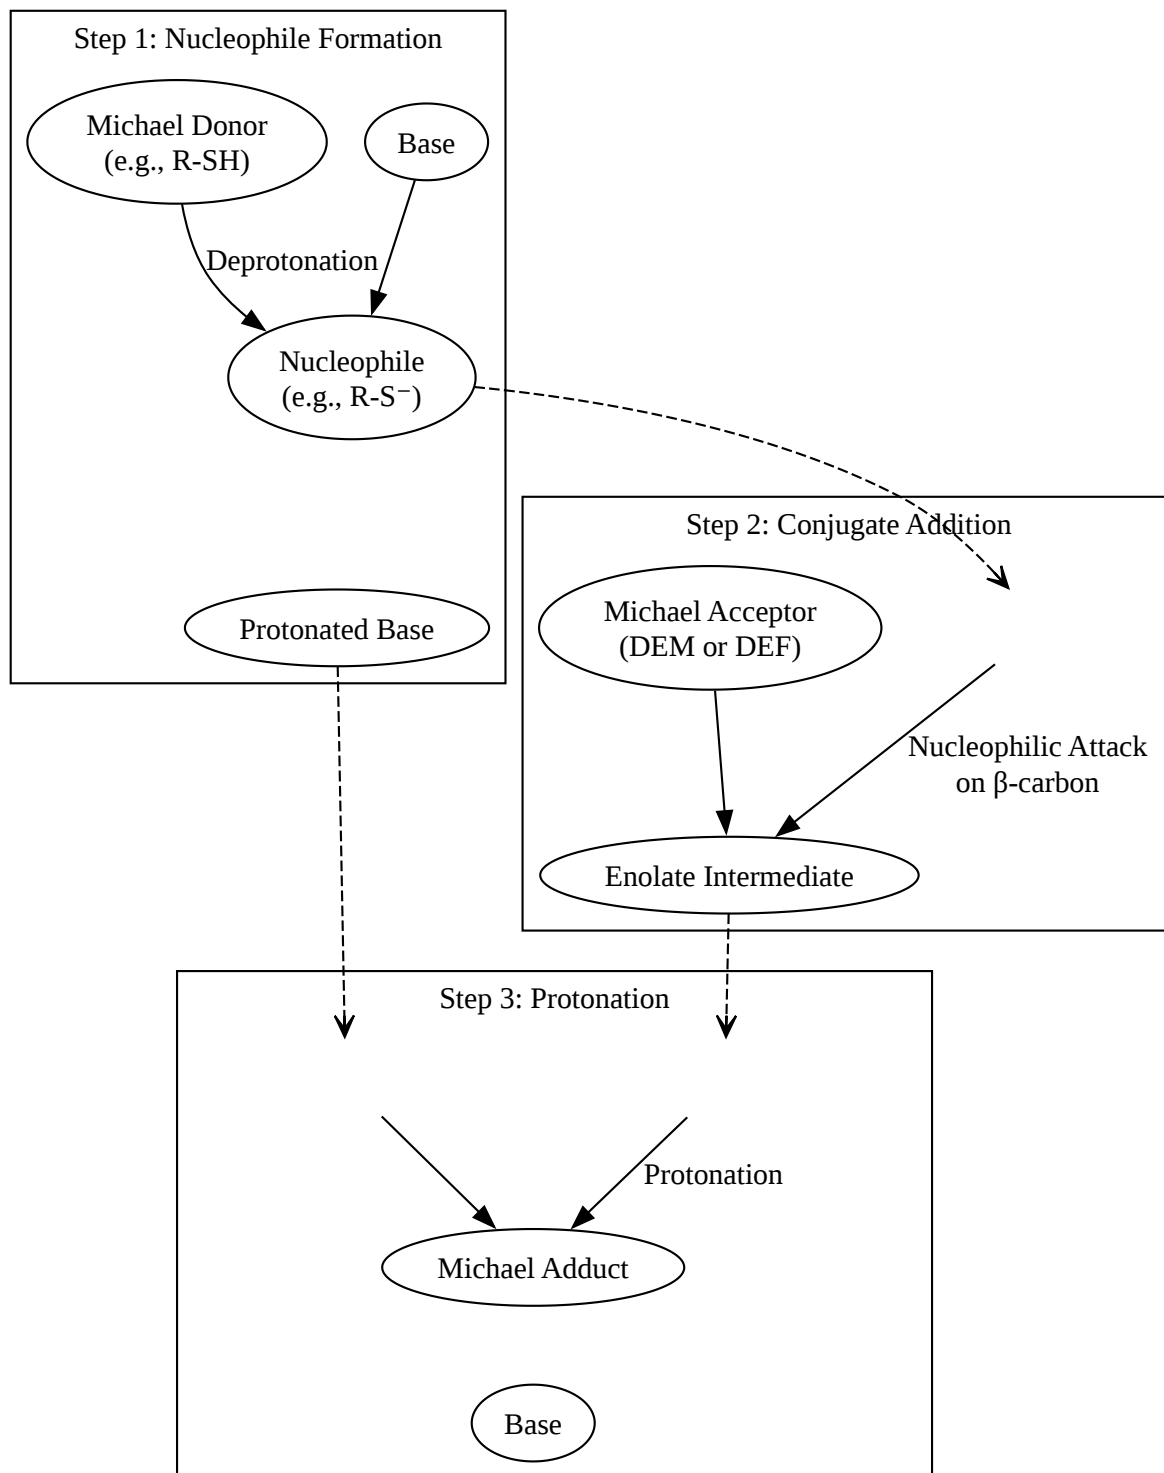 Step 1: Nucleophile Formation
Michael Donor
(e.g., R-SH)
Base
Deprotonation
Nucleophile
(e.g., R-S⁻)
Protonated Base
Step 2: Conjugate Addition
Michael Acceptor
(DEM or DEF)
Nucleophilic Attack
on β-carbon
Enolate Intermediate
Step 3: Protonation
Protonation
Michael Adduct
Base